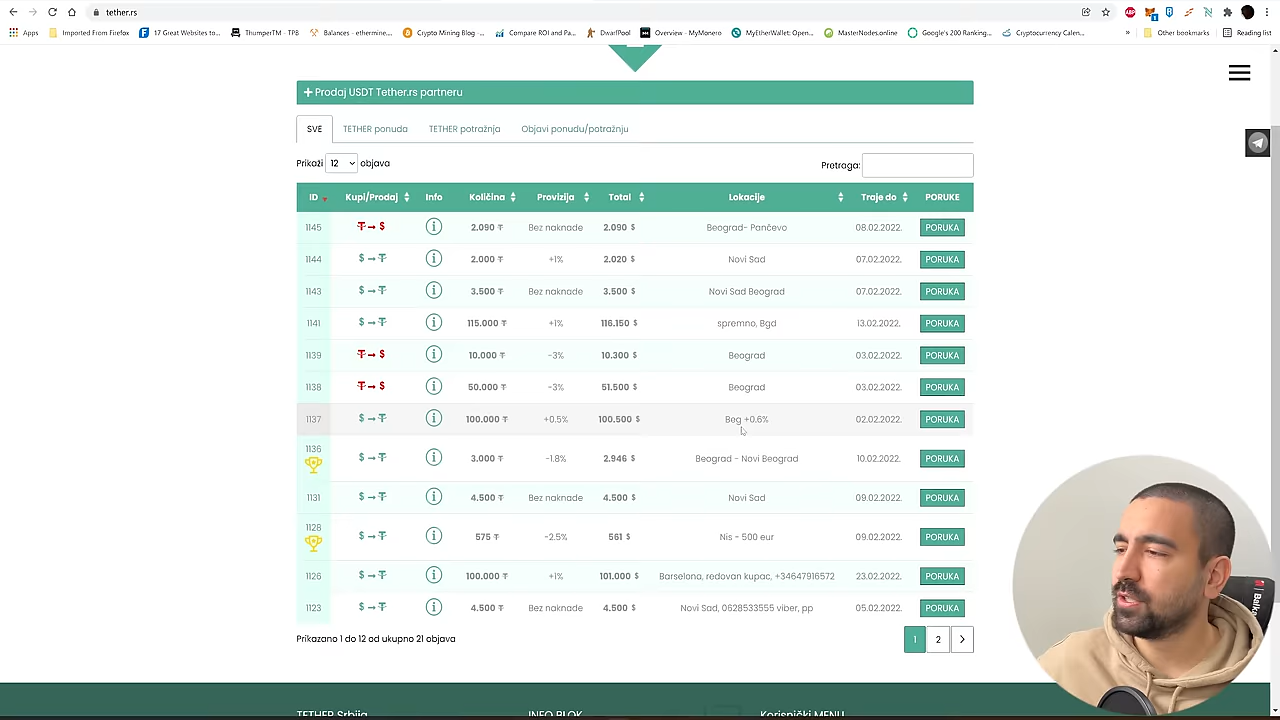 tether.rs
Apps
Imported From Firefox
17 Great Websites to...
ThumperTM - TPB
Balances - ethermine...
Crypto Mining Blog -...
Compare ROI and Pa...
DwarfPool
Overview - MyMonero
MyEtherWallet: Open...
MasterNodes.online
Google's 200 Ranking...
Cryptocurrency Calen...
»
Other bookmarks
Reading list
+ Prodaj USDT Tether.rs partneru
SVE TETHER ponuda TETHER potražnja Objavi ponudu/potražnju
Prikaži 12 objava
Pretraga:
ID Kupi/Prodaj Info Količina Provizija Total Lokacije Traje do PORUKE
1145 ₮→ $ i 2.090 ₮ Bez naknade 2.090 $ Beograd- Pančevo 08.02.2022. PORUKA
1144 $ →₮ i 2.000 ₮ +1% 2.020 $ Novi Sad 07.02.2022. PORUKA
1143 $ →₮ i 3.500 ₮ Bez naknade 3.500 $ Novi Sad Beograd 07.02.2022. PORUKA
1141 $ →₮ i 115.000 ₮ +1% 116.150 $ spremno, Bgd 13.02.2022. PORUKA
1139 ₮→ $ i 10.000 ₮ -3% 10.300 $ Beograd 03.02.2022. PORUKA
1138 ₮→ $ i 50.000 ₮ -3% 51.500 $ Beograd 03.02.2022. PORUKA
1137 $ →₮ i 100.000 ₮ +0.5% 100.500 $ Beg +0.6% 02.02.2022. PORUKA
1136 $ →₮ i 3.000 ₮ -1.8% 2.946 $ Beograd - Novi Beograd 10.02.2022. PORUKA
1131 $ →₮ i 4.500 ₮ Bez naknade 4.500 $ Novi Sad 09.02.2022. PORUKA
1128 $ →₮ i 575 ₮ -2.5% 561 $ Nis - 500 eur 09.02.2022. PORUKA
1126 $ →₮ i 100.000 ₮ +1% 101.000 $ Barselona, redovan kupac, +34647916572 23.02.2022. PORUKA
1123 $ →₮ i 4.500 ₮ Bez naknade 4.500 $ Novi Sad, 0628533555 viber, pp 05.02.2022. PORUKA
Prikazano 1 do 12 od ukupno 21 objava
1 2 >
TETHER Srbija INFO BLOK Korisnički MENU